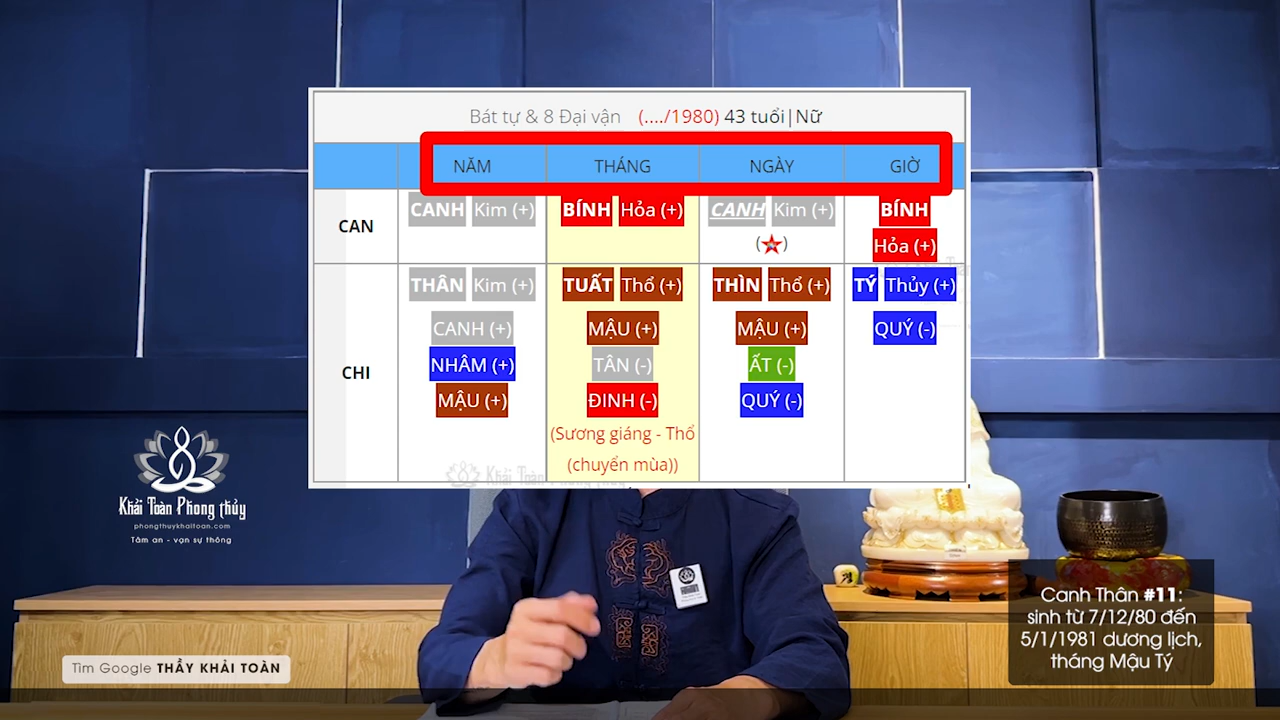 Bát tự & 8 Đại vận (..../1980) 43 tuổi|Nữ
NĂM THÁNG NGÀY GIỜ
CAN
CANH Kim (+)
BÍNH Hỏa (+)
CANH Kim (+)
BÍNH
Hỏa (+)
CHI
THÂN Kim (+)
CANH (+)
NHÂM (+)
MẬU (+)
TUẤT Thổ (+)
MẬU (+)
TÂN (-)
ĐINH (-)
(Sương giáng - Thổ
(chuyển mùa))
THÌN Thổ (+)
MẬU (+)
ẤT (-)
QUÝ (-)
TÝ Thủy (+)
QUÝ (-)
Khải Toàn Phong thủy
Khải Toàn Phong thủy
phongthuykhaitoan.com
Tâm an - vạn sự thông
Tìm Google THẦY KHẢI TOÀN
Canh Thân #11:
sinh từ 7/12/80 đến
5/1/1981 dương lịch,
tháng Mậu Tý